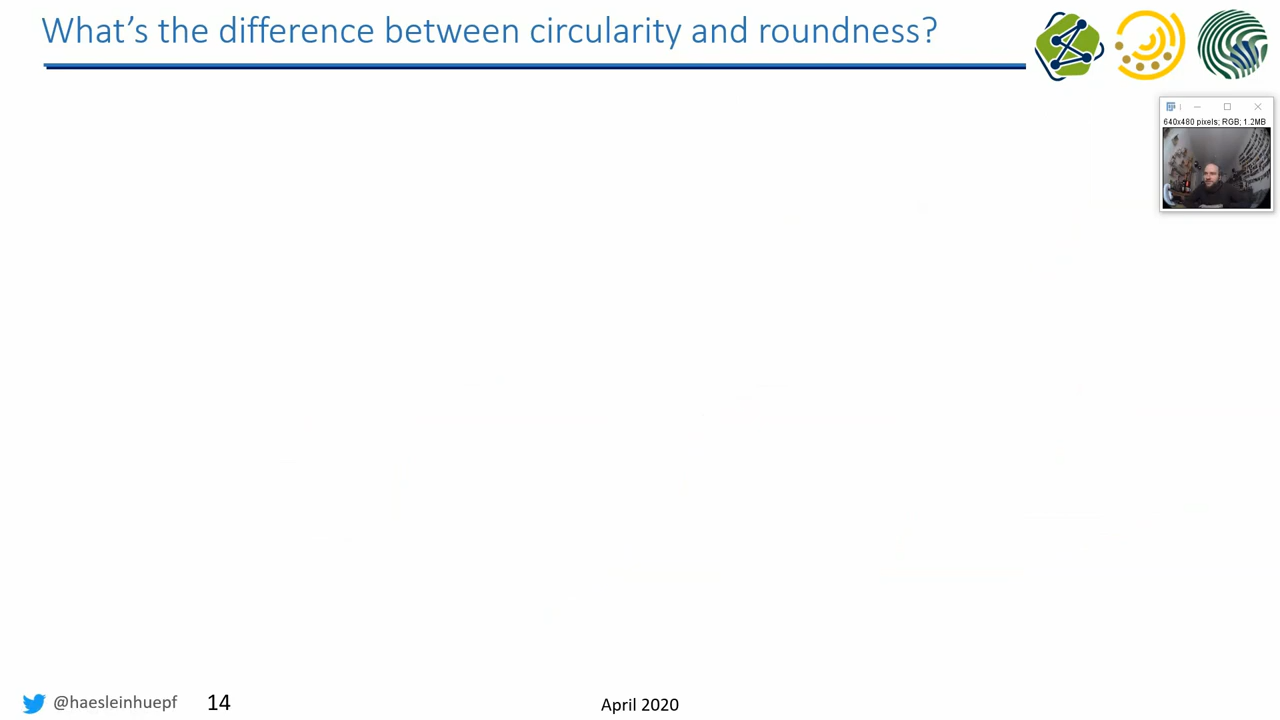 What's the difference between circularity and roundness?
640x480 pixels; RGB; 1.2MB
@haesleinhuepf
14
April 2020